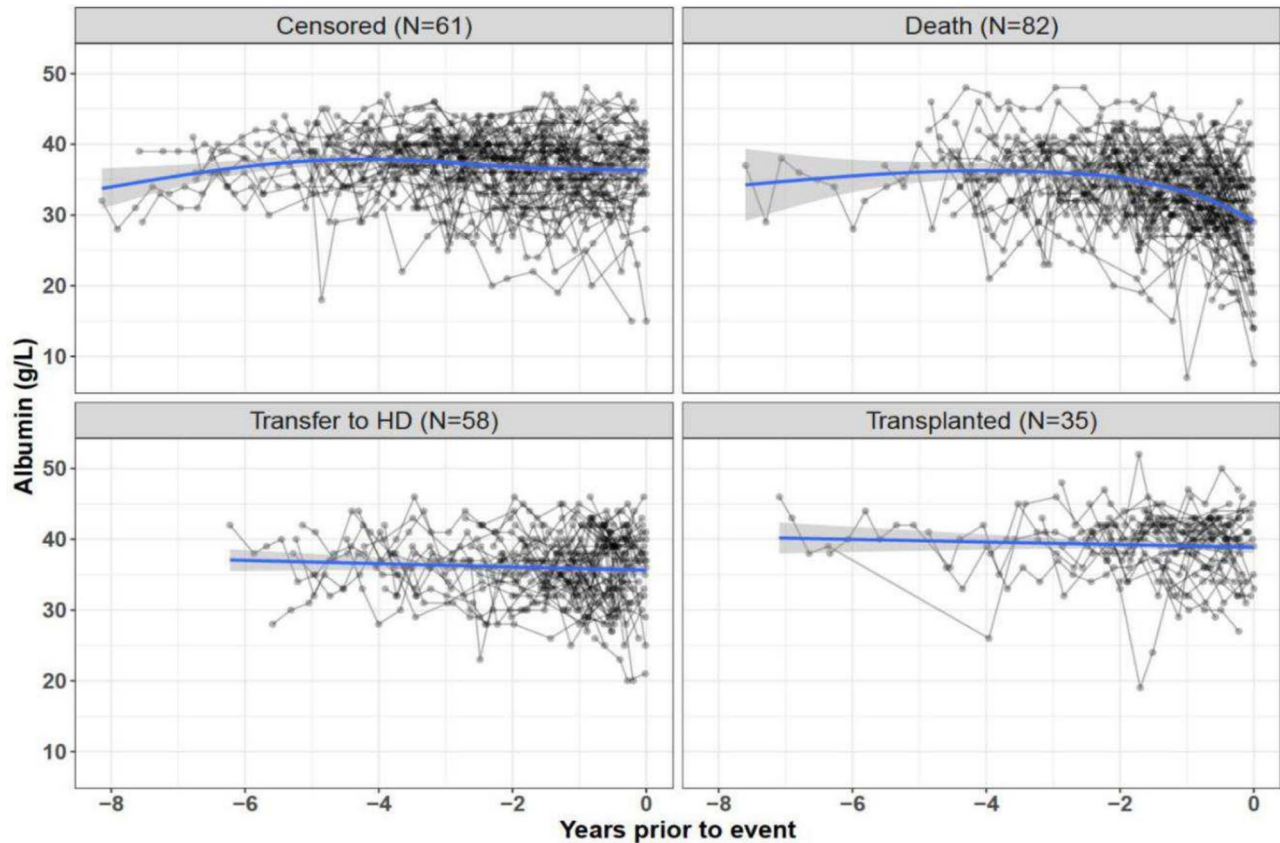 Censored (N=61)
Death (N=82)
50
40
30
20
10
Transfer to HD (N=58)
Transplanted (N=35)
50
40
30
20
10
Albumin (g/L)
−8 −6 −4 −2 0
−8 −6 −4 −2 0
Years prior to event